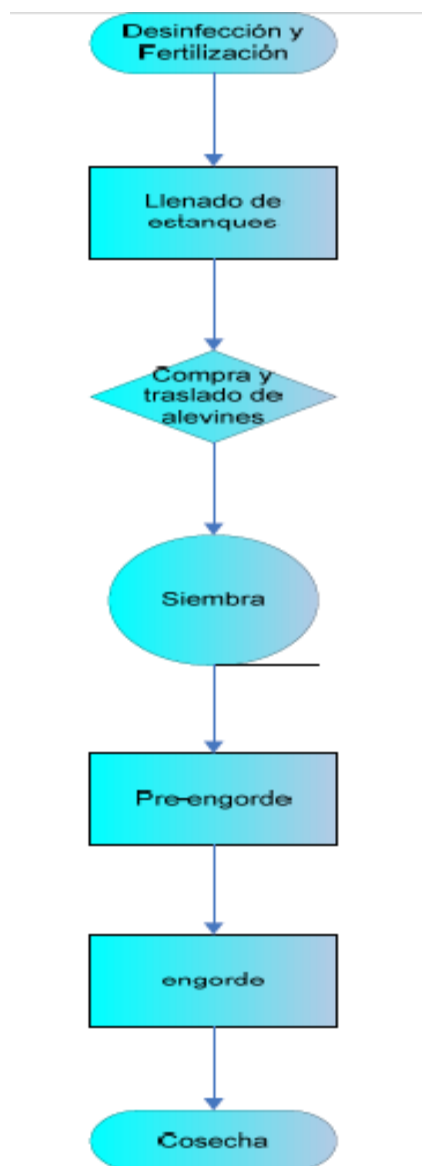 Desinfección y
Fertilización
Llenado de
estanques
Compra y
traslado de
alevines
Siembra
Pre-engorde
engorde
Cosecha